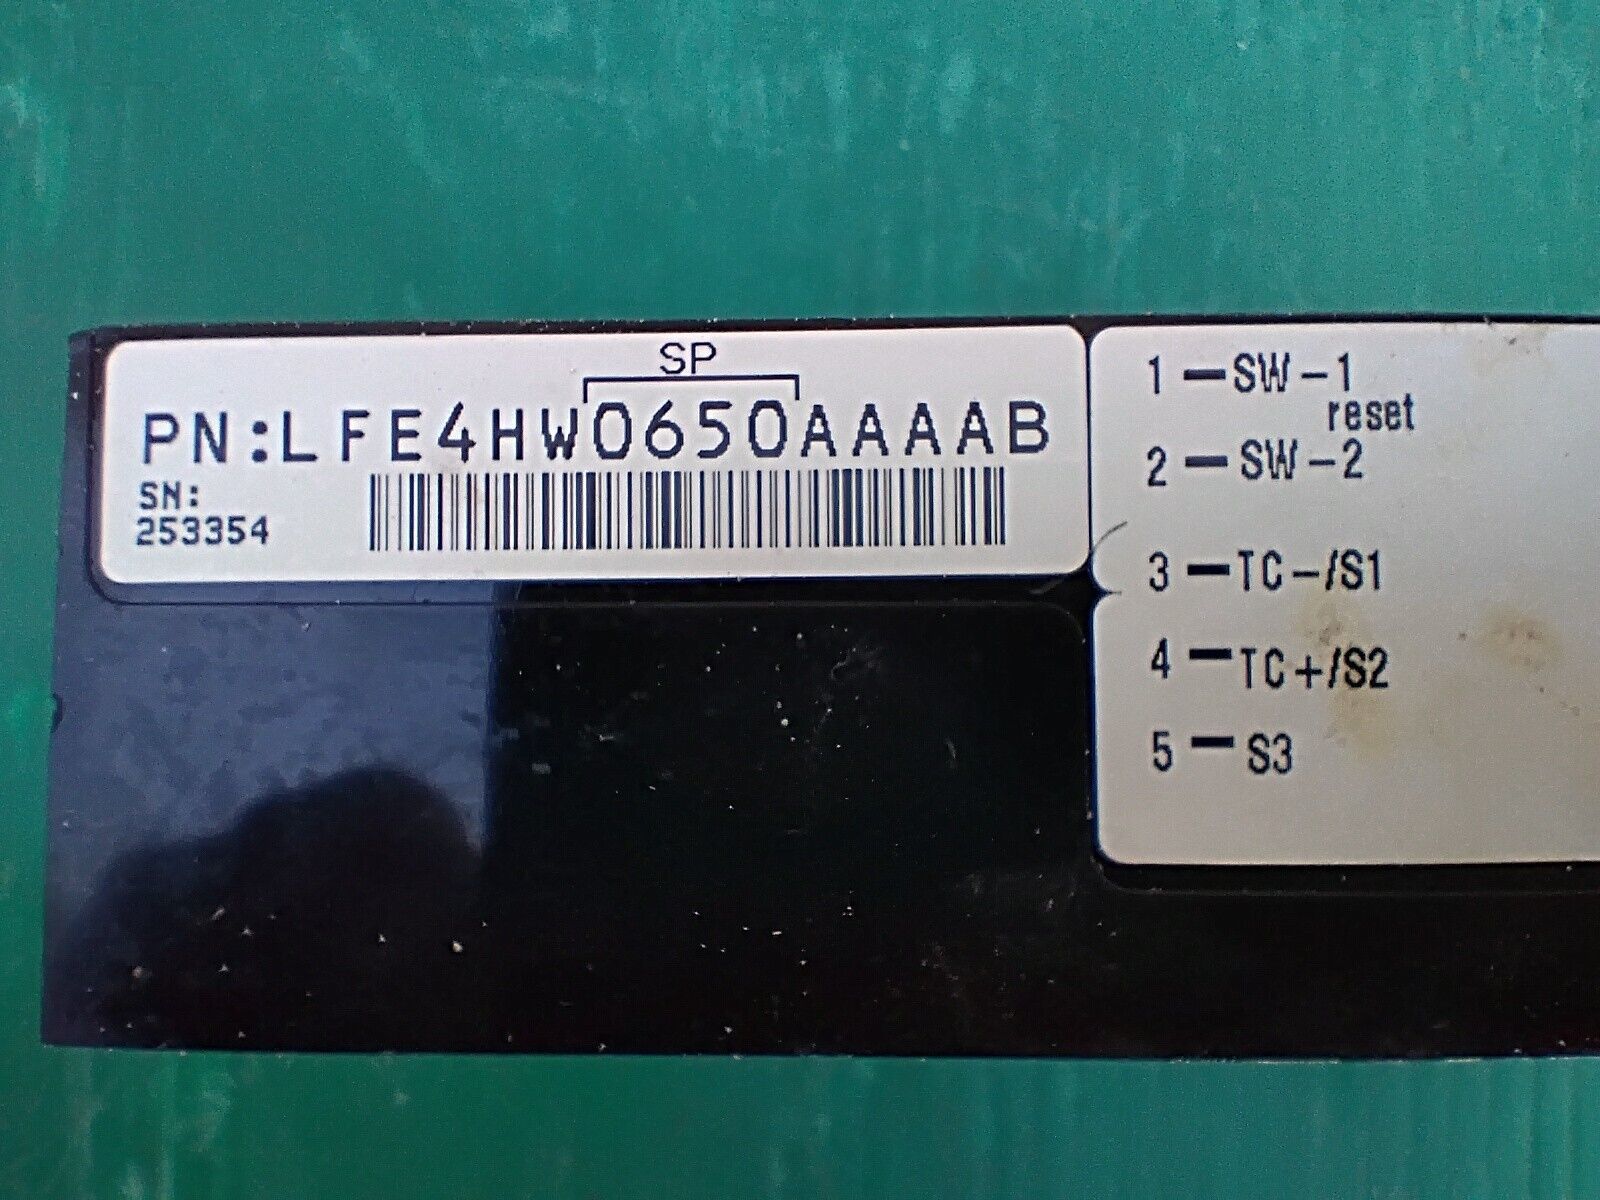 SP
PN:LFE4HW0650AAAAB
SN:
253354
1 – SW-1
reset
2 – SW-2
3 – TC-/S1
4 – TC+/S2
5 – S3